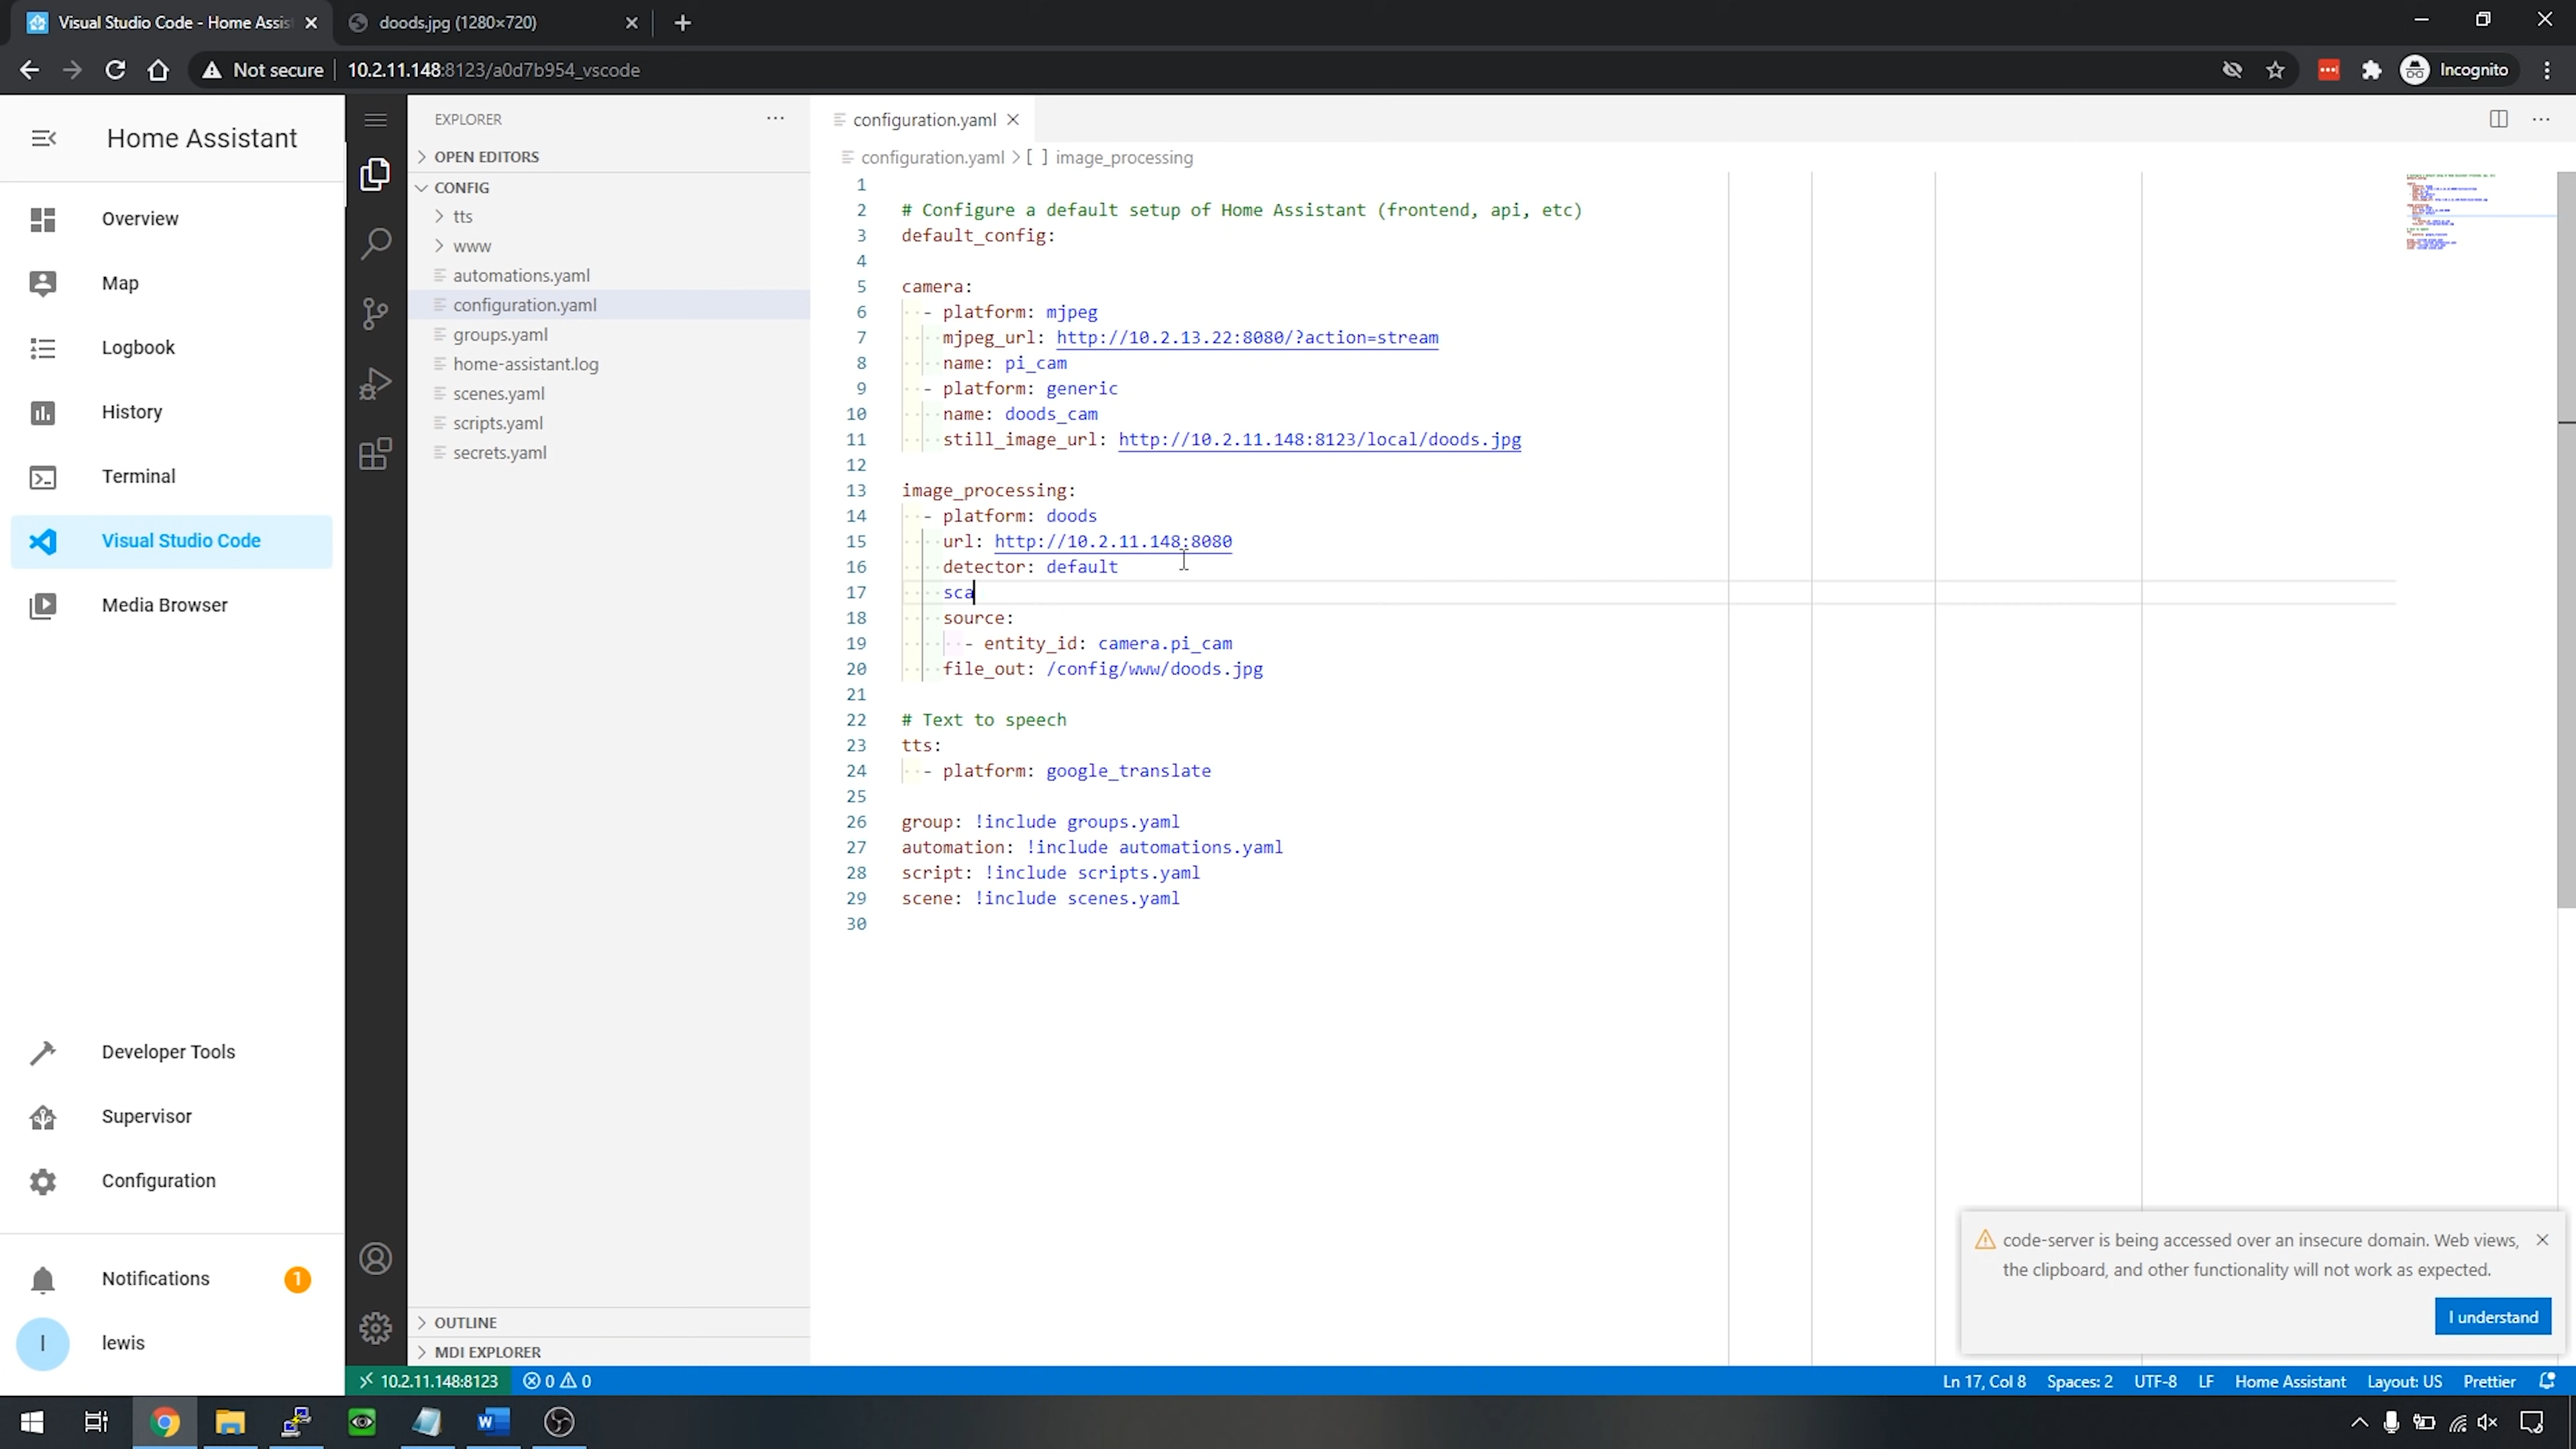 Visual Studio Code - Home Assis
doods.jpg (1280×720)
Not secure
10.2.11.148:8123/a0d7b954_vscode
Incognito
Home Assistant
Overview
Map
Logbook
History
Terminal
Visual Studio Code
Media Browser
Developer Tools
Supervisor
Configuration
Notifications
1
l
lewis
EXPLORER
OPEN EDITORS
CONFIG
tts
www
automations.yaml
configuration.yaml
groups.yaml
home-assistant.log
scenes.yaml
scripts.yaml
secrets.yaml
OUTLINE
MDI EXPLORER
configuration.yaml
configuration.yaml > [ ] image_processing
1
2 # Configure a default setup of Home Assistant (frontend, api, etc)
3 default_config:
4
5 camera:
6 - platform: mjpeg
7 mjpeg_url: http://10.2.13.22:8080/?action=stream
8 name: pi_cam
9 - platform: generic
10 name: doods_cam
11 still_image_url: http://10.2.11.148:8123/local/doods.jpg
12
13 image_processing:
14 - platform: doods
15 url: http://10.2.11.148:8080
16 detector: default
17 sca
18 source:
19 - entity_id: camera.pi_cam
20 file_out: /config/www/doods.jpg
21
22 # Text to speech
23 tts:
24 - platform: google_translate
25
26 group: !include groups.yaml
27 automation: !include automations.yaml
28 script: !include scripts.yaml
29 scene: !include scenes.yaml
30
code-server is being accessed over an insecure domain. Web views,
the clipboard, and other functionality will not work as expected.
I understand
10.2.11.148:8123
0 0
Ln 17, Col 8
Spaces: 2
UTF-8
LF
Home Assistant
Layout: US
Prettier